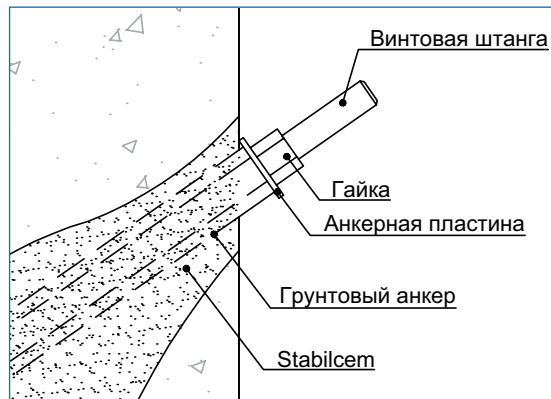 Винтовая штанга
Гайка
Анкерная пластина
Грунтовый анкер
Stabilcem